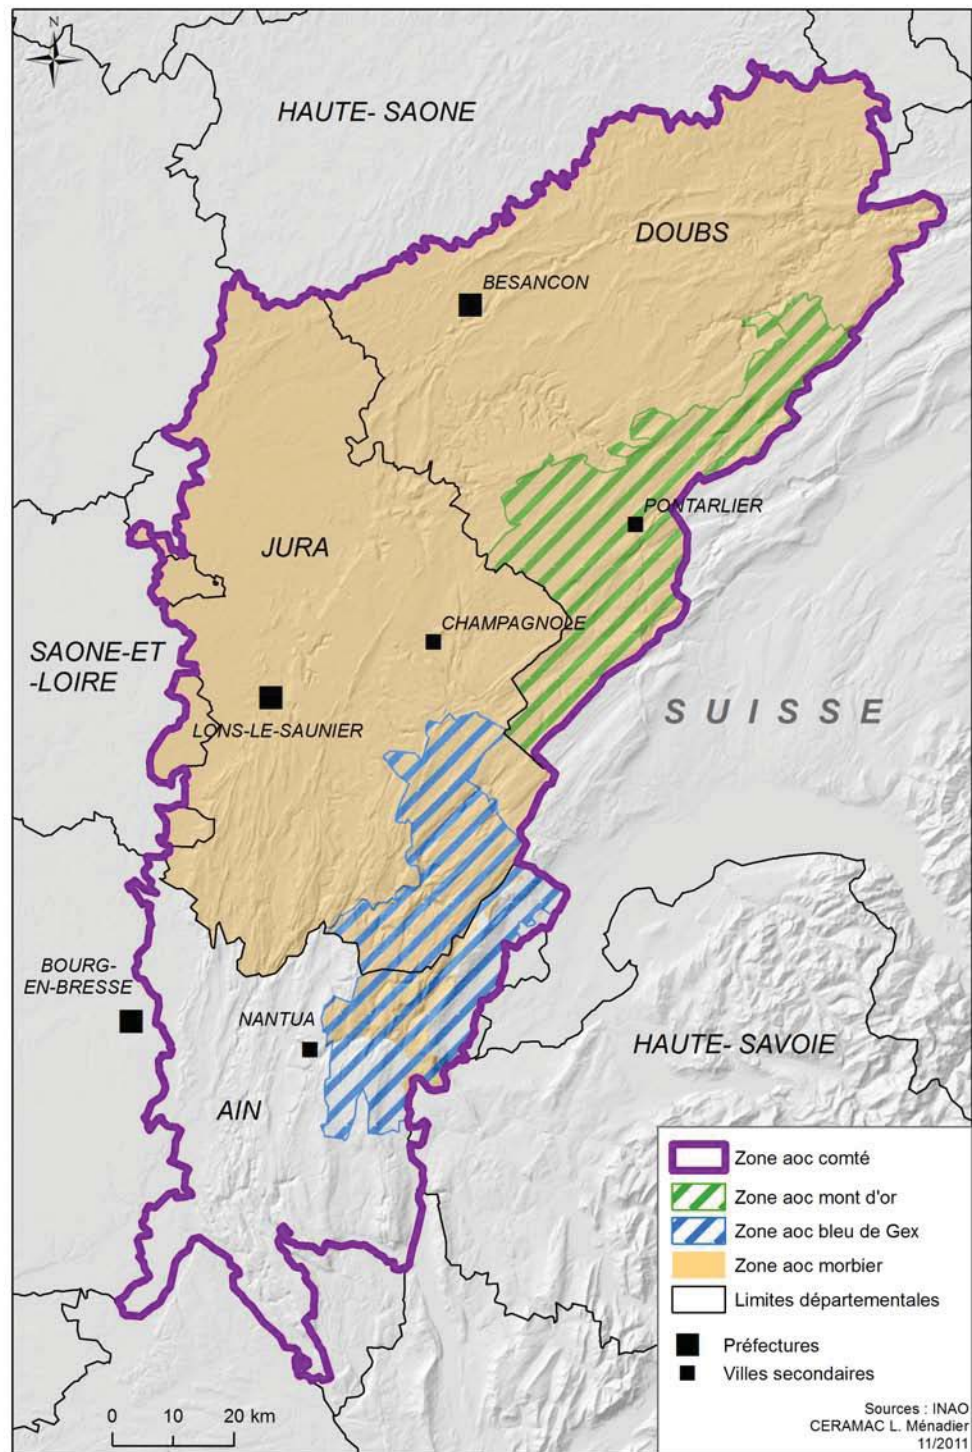 N
HAUTE- SAONE
DOUBS
BESANCON
PONTARLIER
JURA
CHAMPAGNOLE
SAONE-ET
-LOIRE
SUISSE
LONS-LE-SAUNIER
BOURG-
EN-BRESSE
NANTUA
HAUTE- SAVOIE
AIN
Zone aoc comté
Zone aoc mont d'or
Zone aoc bleu de Gex
Zone aoc morbier
Limites départementales
Préfectures
Villes secondaires
0 10 20 km
Sources : INAO
CERAMAC L. Ménadier
11/2011